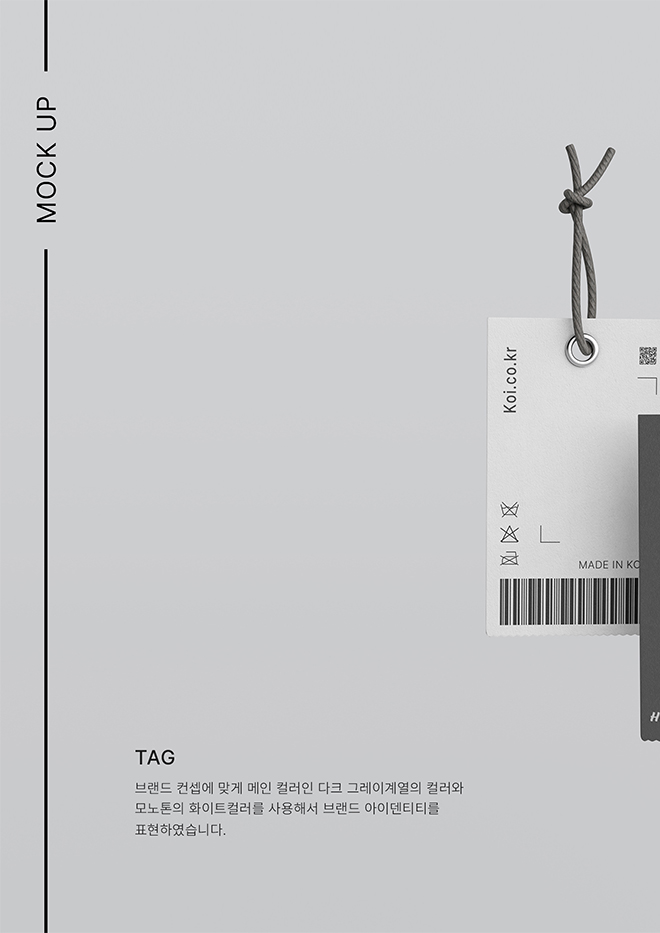 MOCK UP
Koi.co.kr
MADE IN KO
TAG
브랜드 컨셉에 맞게 메인 컬러인 다크 그레이계열의 컬러와
모노톤의 화이트컬러를 사용해서 브랜드 아이덴티티를
표현하였습니다.
H